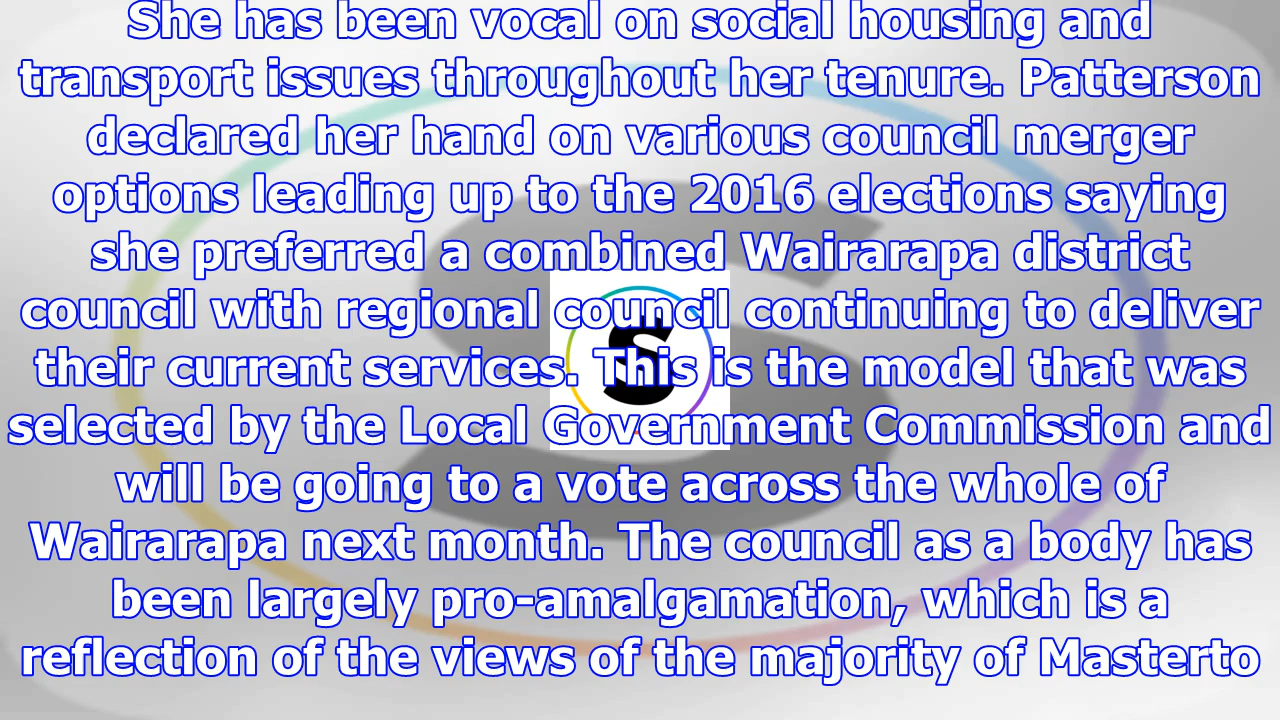 She has been vocal on social housing and
transport issues throughout her tenure. Patterson
declared her hand on various council merger
options leading up to the 2016 elections saying
she preferred a combined Wairarapa district
council with regional council continuing to deliver
their current services. This is the model that was
selected by the Local Government Commission and
will be going to a vote across the whole of
Wairarapa next month. The council as a body has
been largely pro-amalgamation, which is a
reflection of the views of the majority of Masterto